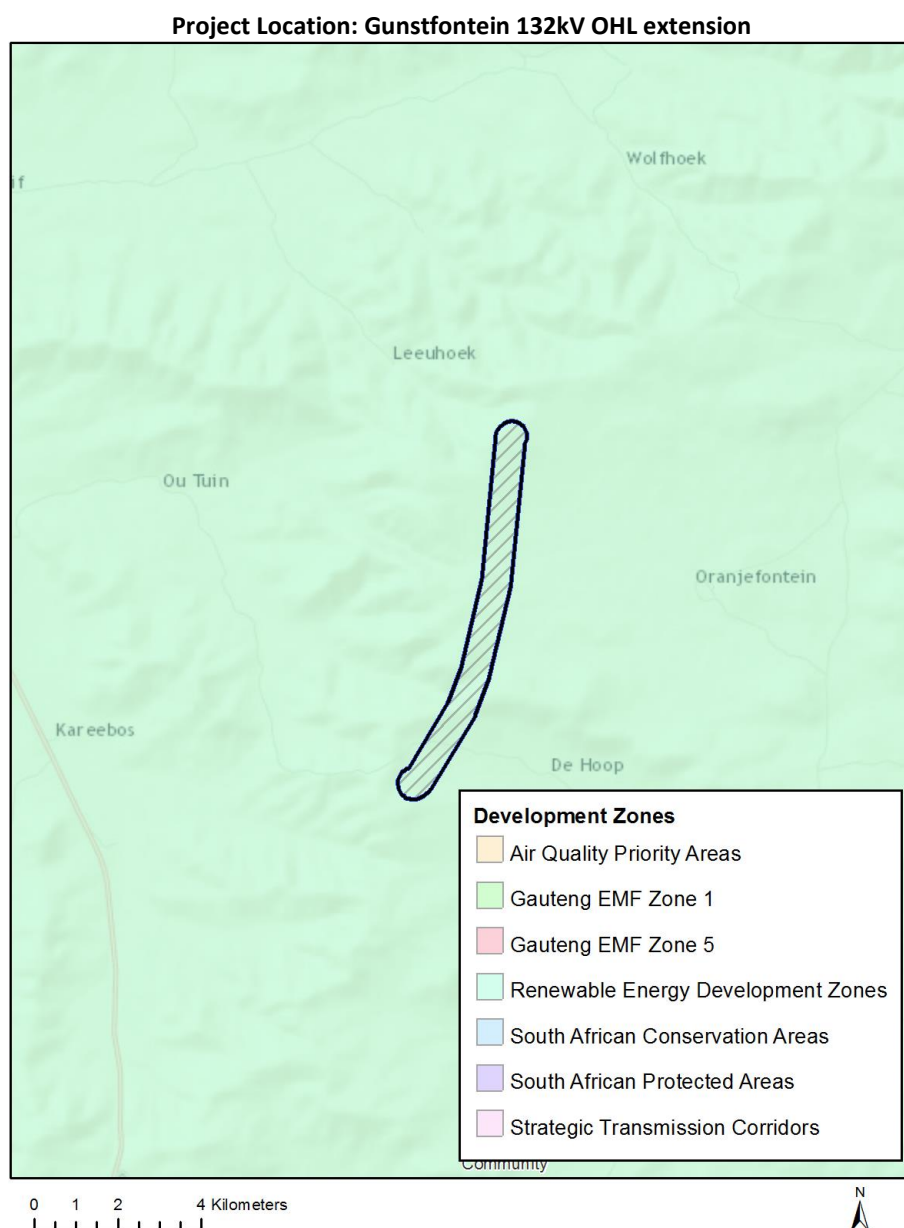 Project Location: Gunstfontein 132kV OHL extension
Wolfhoek
if
Leeuhoek
Ou Tuin
Oranjefontein
Kareebos
De Hoop
Development Zones
Air Quality Priority Areas
Gauteng EMF Zone 1
Gauteng EMF Zone 5
Renewable Energy Development Zones
South African Conservation Areas
South African Protected Areas
Strategic Transmission Corridors
Community
0 1 2 4 Kilometers
N